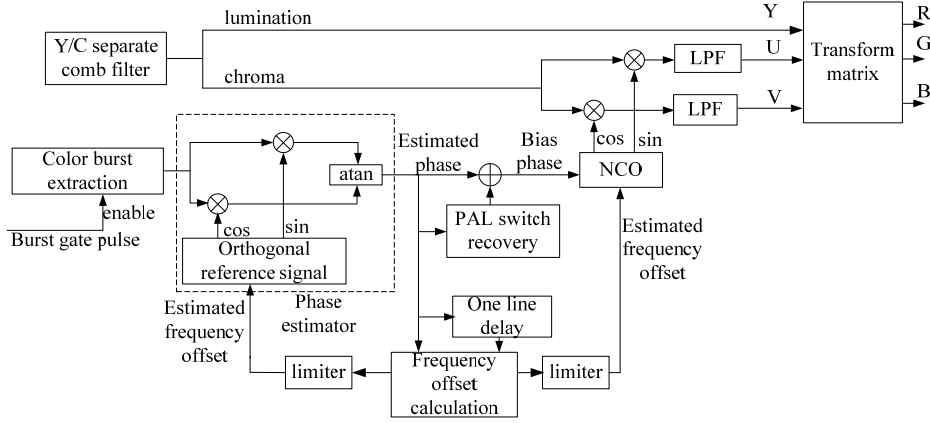 lumination
Y
R
Y/C separate
comb filter
LPF
U
G
Transform
matrix
chroma
LPF
V
B
cos
sin
Color burst
extraction
Estimated
phase
Bias
phase
NCO
atan
enable
Burst gate pulse
cos
sin
PAL switch
recovery
Orthogonal
reference signal
Estimated
frequency
offset
Estimated
frequency
offset
Phase
estimator
One line
delay
limiter
Frequency
offset
calculation
limiter